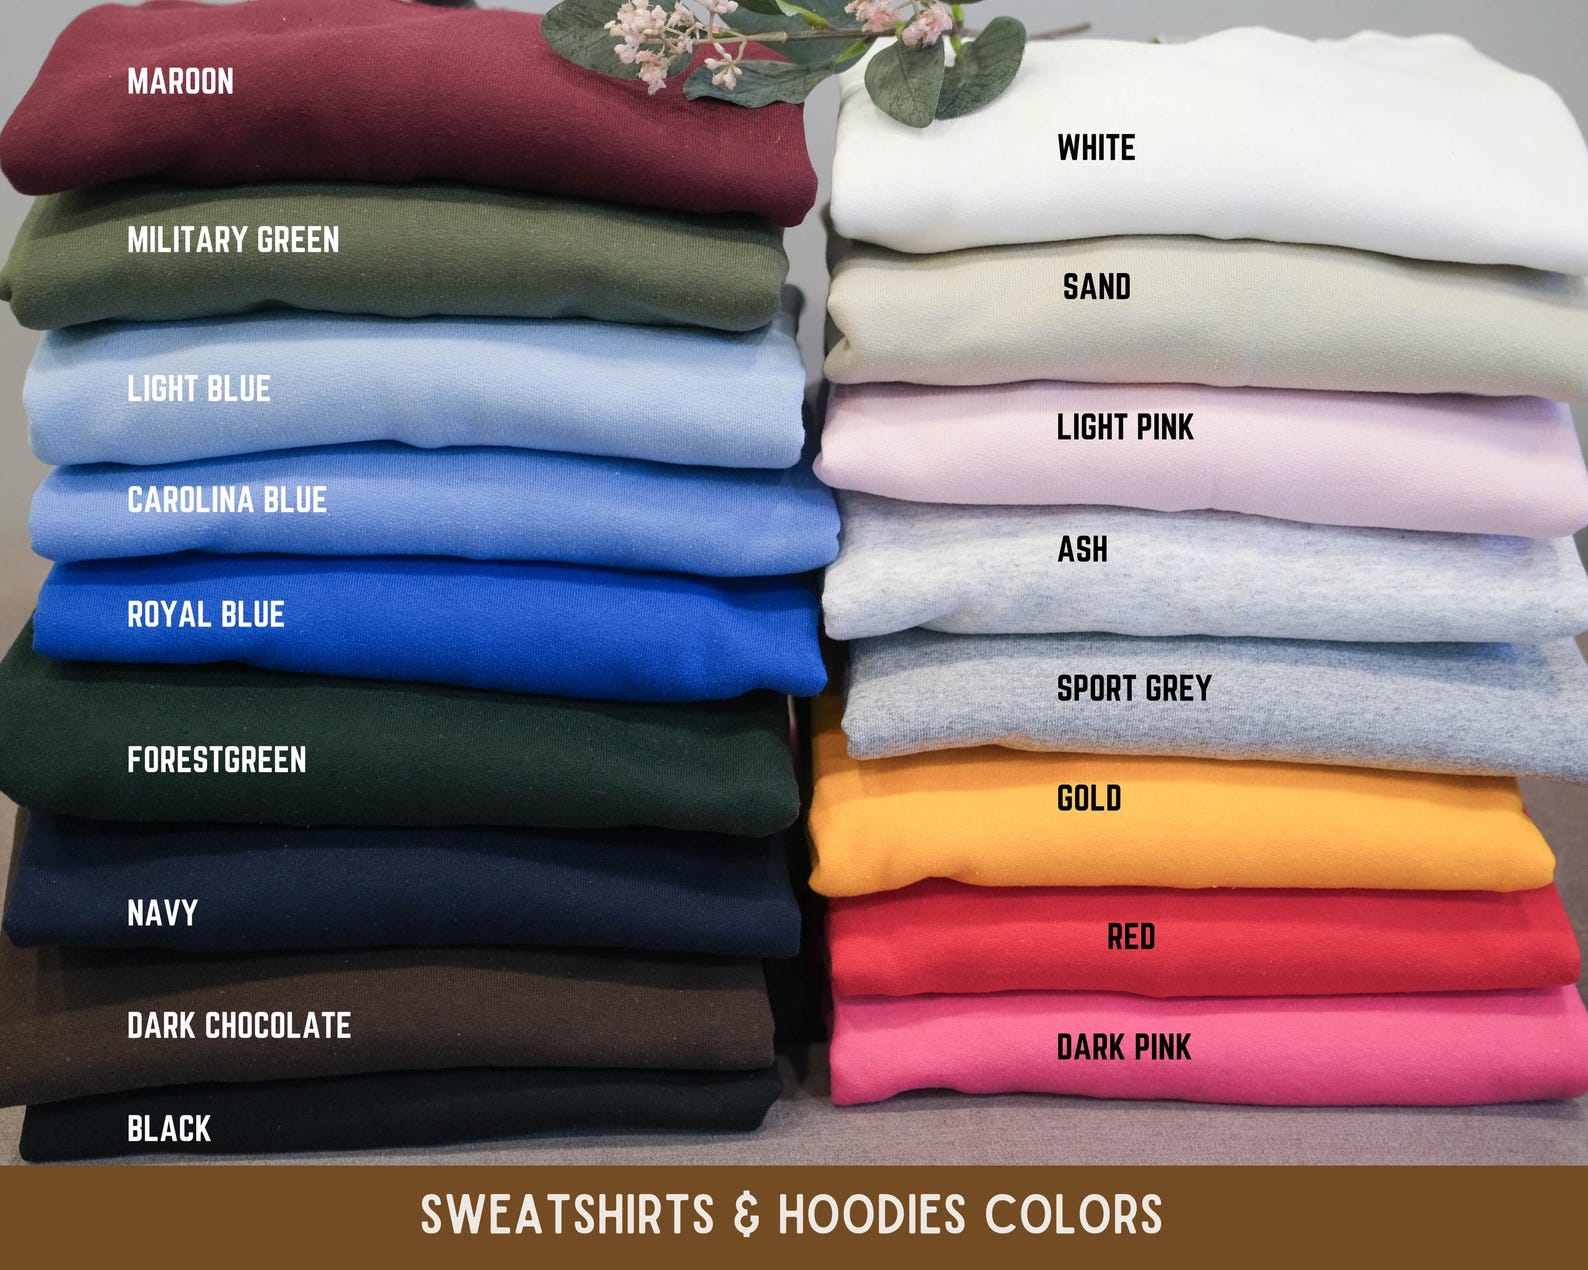 MAROON
MILITARY GREEN
LIGHT BLUE
CAROLINA BLUE
ROYAL BLUE
FORESTGREEN
NAVY
DARK CHOCOLATE
BLACK
WHITE
SAND
LIGHT PINK
ASH
SPORT GREY
GOLD
RED
DARK PINK
SWEATSHIRTS & HOODIES COLORS